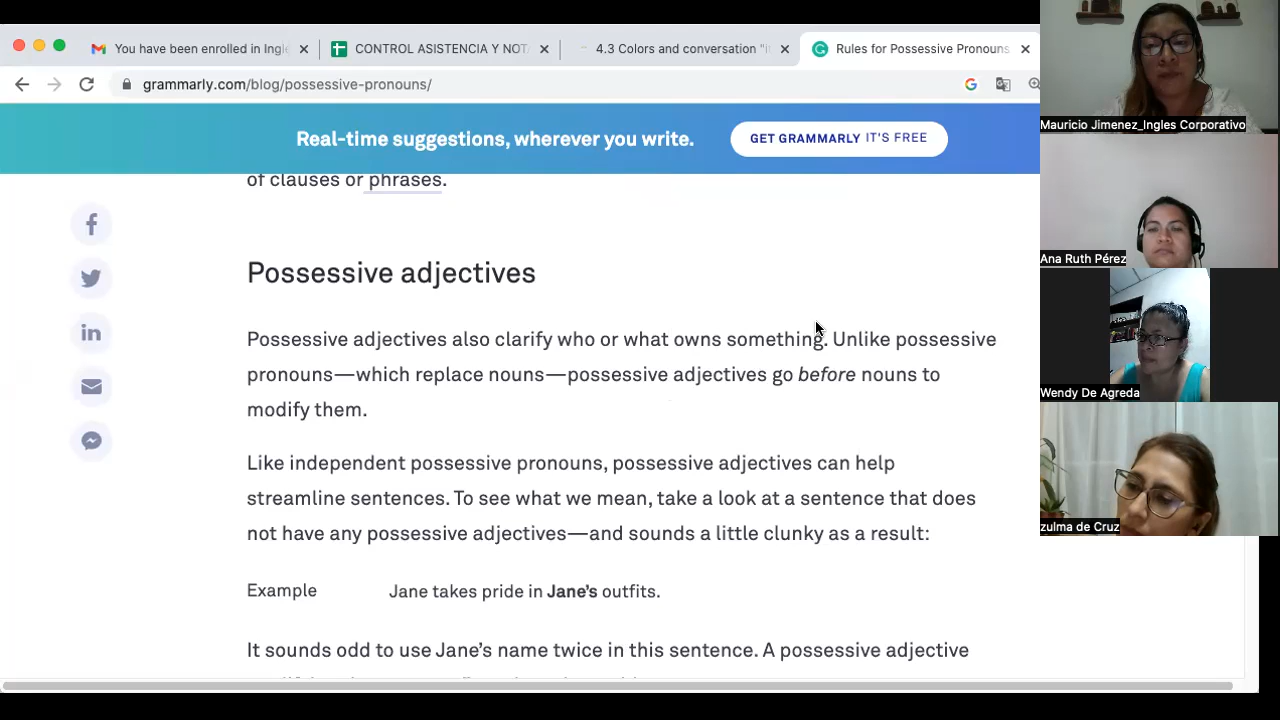 You have been enrolled in Ingle
CONTROL ASISTENCIA Y NOT
4.3 Colors and conversation "i
Rules for Possessive Pronouns
grammarly.com/blog/possessive-pronouns/
Real-time suggestions, wherever you write.
GET GRAMMARLY IT'S FREE
of clauses or phrases.
Possessive adjectives
Possessive adjectives also clarify who or what owns something. Unlike possessive
pronouns—which replace nouns—possessive adjectives go before nouns to
modify them.
Like independent possessive pronouns, possessive adjectives can help
streamline sentences. To see what we mean, take a look at a sentence that does
not have any possessive adjectives—and sounds a little clunky as a result:
Example
Jane takes pride in Jane's outfits.
It sounds odd to use Jane's name twice in this sentence. A possessive adjective
Mauricio Jimenez_Ingles Corporativo
Ana Ruth Pérez
Wendy De Agreda
zulma de Cruz